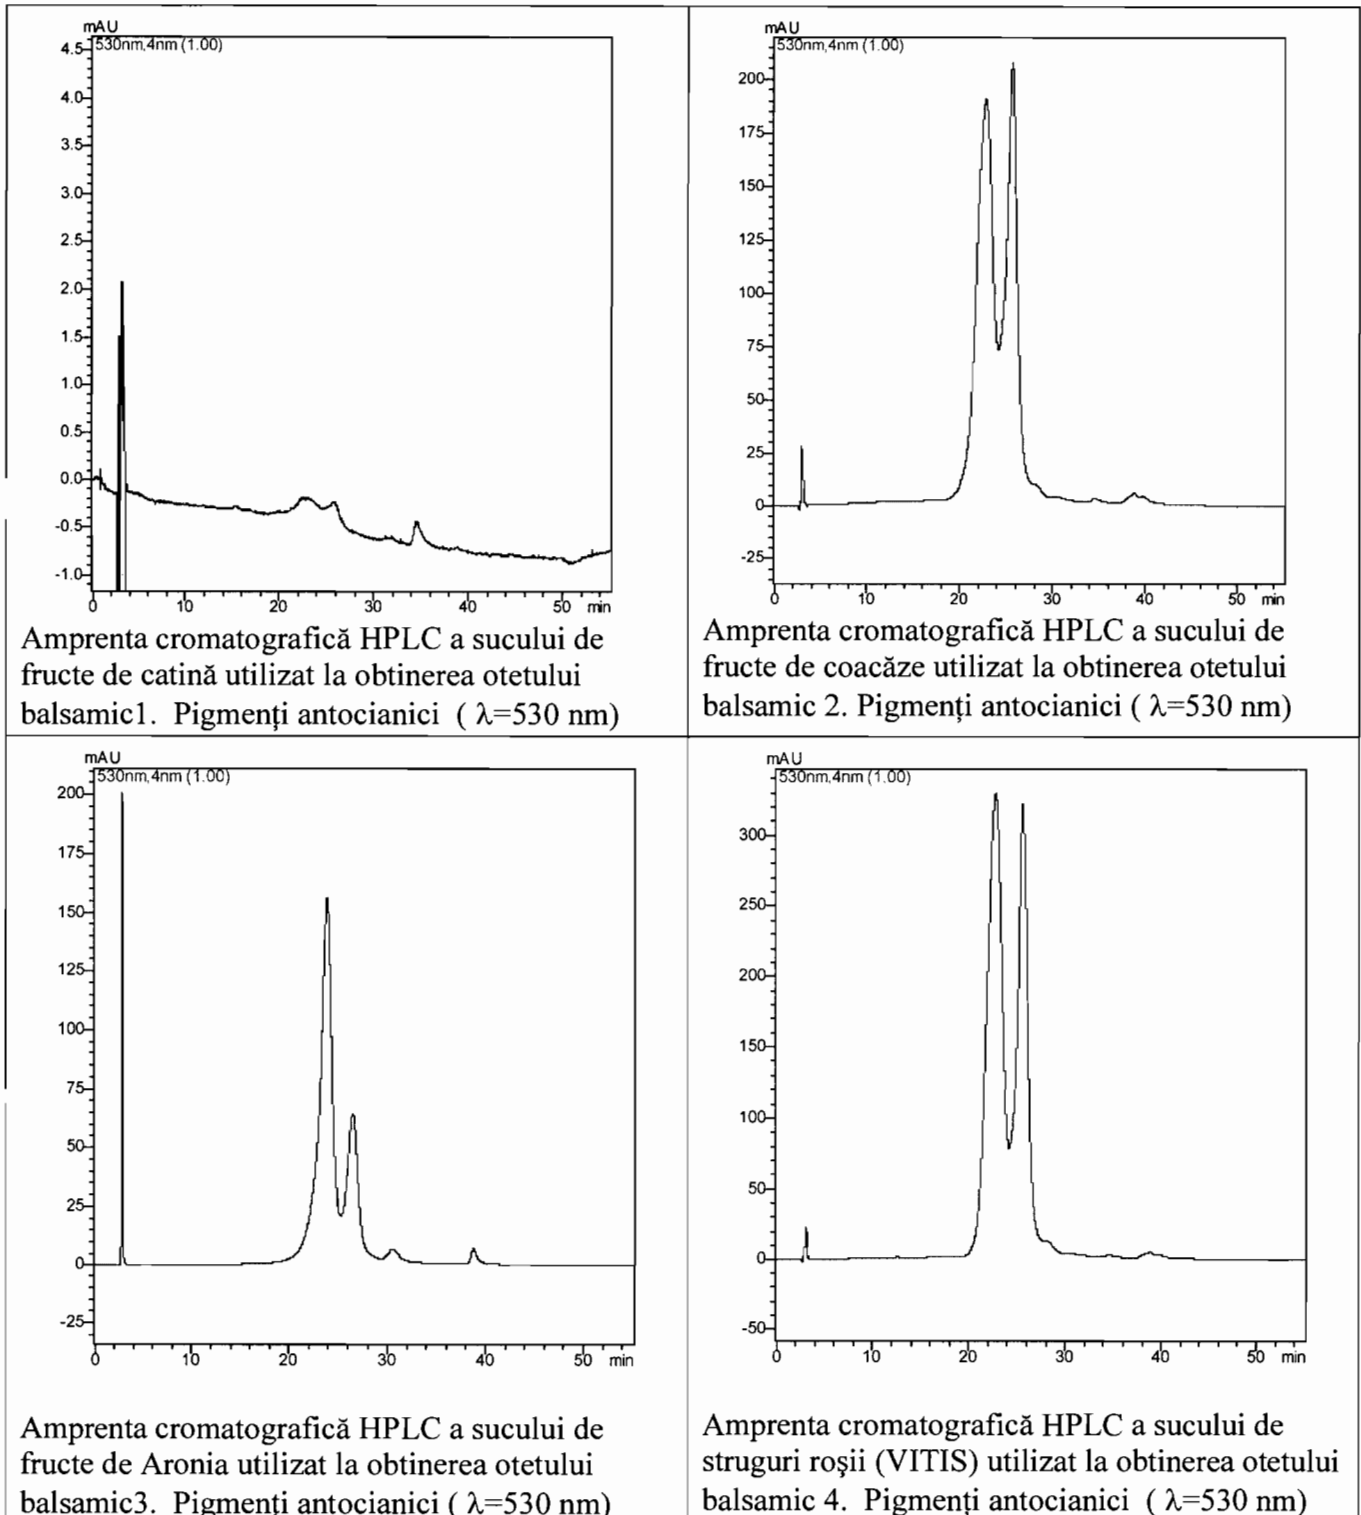 mAU
530nm,4nm (1.00)
4.5
4.0
3.5
3.0
2.5
2.0
1.5
1.0
0.5
0.0
-0.5
-1.0
0 10 20 30 40 50 min
Amprenta cromatografică HPLC a sucului de
fructe de catină utilizat la obtinerea otetului
balsamic1. Pigmenți antocianici ( λ=530 nm)
mAU
530nm,4nm (1.00)
200
175
150
125
100
75
50
25
0
-25
0 10 20 30 40 50 min
Amprenta cromatografică HPLC a sucului de
fructe de coacăze utilizat la obtinerea otetului
balsamic 2. Pigmenți antocianici ( λ=530 nm)
mAU
530nm,4nm (1.00)
200
175
150
125
100
75
50
25
0
-25
0 10 20 30 40 50 min
Amprenta cromatografică HPLC a sucului de
fructe de Aronia utilizat la obtinerea otetului
balsamic3. Pigmenți antocianici ( λ=530 nm)
mAU
530nm,4nm (1.00)
300
250
200
150
100
50
0
-50
0 10 20 30 40 50 min
Amprenta cromatografică HPLC a sucului de
struguri roșii (VITIS) utilizat la obtinerea otetului
balsamic 4. Pigmenți antocianici ( λ=530 nm)